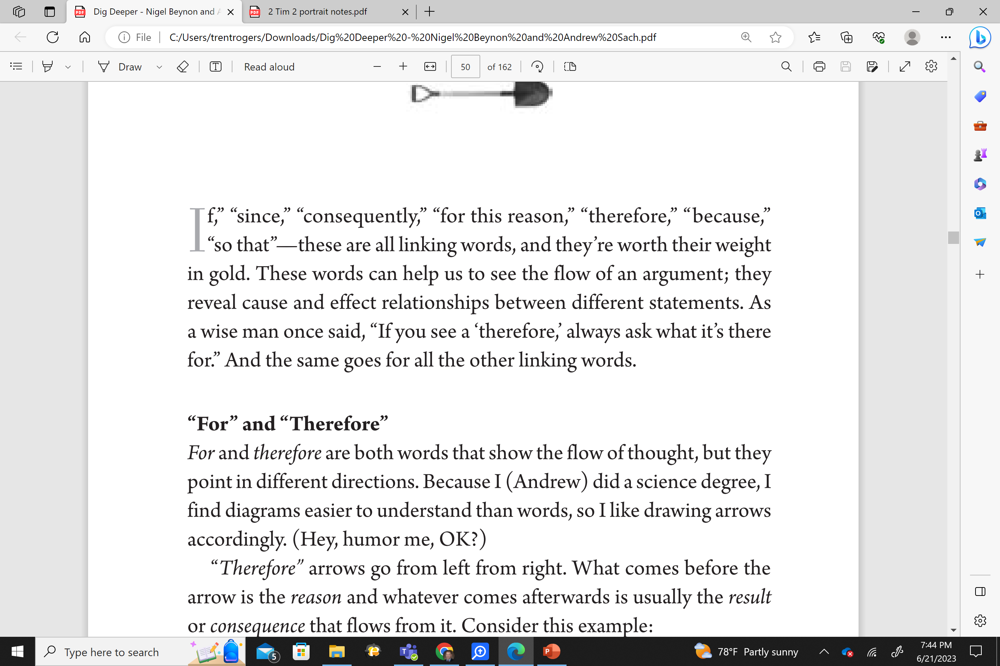 Dig Deeper - Nigel Beynon and A
2 Tim 2 portrait notes.pdf
File
C:/Users/trentrogers/Downloads/Dig%20Deeper%20-%20Nigel%20Beynon%20and%20Andrew%20Sach.pdf
Draw
Read aloud
50
of 162
If,” “since,” “consequently,” “for this reason,” “therefore,” “because,”
“so that”—these are all linking words, and they’re worth their weight
in gold. These words can help us to see the flow of an argument; they
reveal cause and effect relationships between different statements. As
a wise man once said, “If you see a ‘therefore,’ always ask what it’s there
for.” And the same goes for all the other linking words.
“For” and “Therefore”
For and therefore are both words that show the flow of thought, but they
point in different directions. Because I (Andrew) did a science degree, I
find diagrams easier to understand than words, so I like drawing arrows
accordingly. (Hey, humor me, OK?)
“Therefore” arrows go from left from right. What comes before the
arrow is the reason and whatever comes afterwards is usually the result
or consequence that flows from it. Consider this example:
Type here to search
5
78°F Partly sunny
7:44 PM
6/21/2023